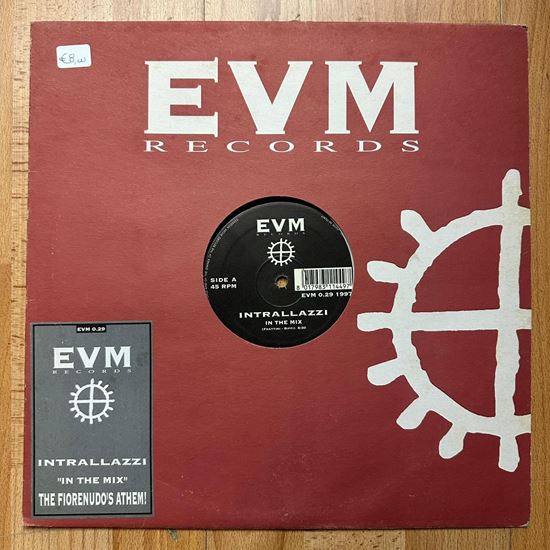 €8,00
EVM
RECORDS
EVM
RECORDS
SIDE A
45 RPM
EVM 0.29 1997
INTRALLAZZI
IN THE MIX
EVM 0.29
EVM
RECORDS
INTRALLAZZI
"IN THE MIX"
THE FIORENUDO'S ATHEM!